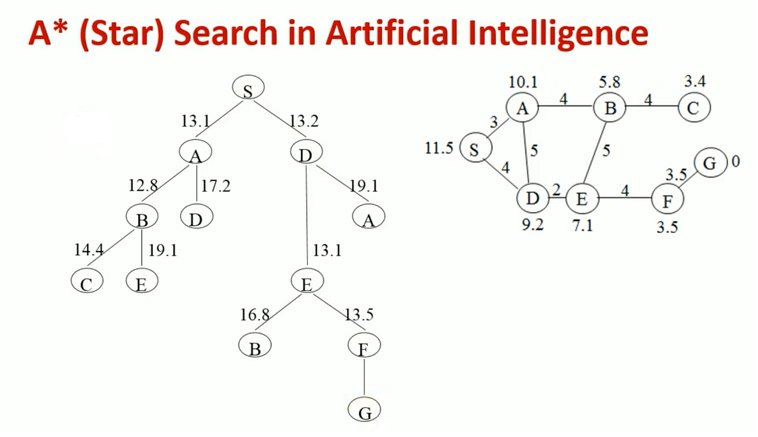 A* (Star) Search in Artificial Intelligence
S
13.1 13.2
A D
12.8 17.2 19.1
B D A
14.4 19.1 13.1
C E E
16.8 13.5
B F
G
10.1 5.8 3.4
A 4 B 4 C
3
11.5 S 5 5 G 0
4 3.5
D 2 E 4 F
9.2 7.1 3.5